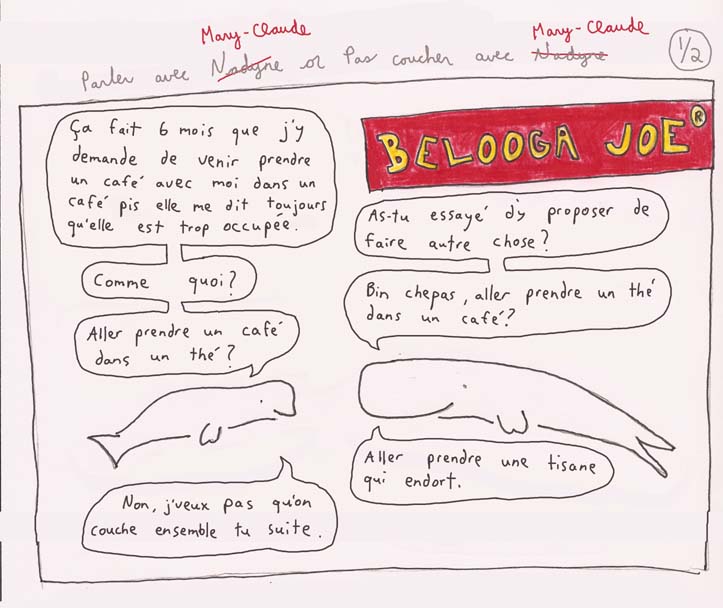 Mary-Claude Mary-Claude
Parler avec Nadyne or Pas coucher avec Nadyne 1/2
BELOOGA JOE ®
Ça fait 6 mois que j'y
demande de venir prendre
un café avec moi dans un
café pis elle me dit toujours
qu'elle est trop occupée.
As-tu essayé d'y proposer de
faire autre chose?
Comme quoi?
Bin chepas, aller prendre un thé
dans un café?
Aller prendre un café
dans un thé?
Aller prendre une tisane
qui endort.
Non, j'veux pas qu'on
couche ensemble tu suite.